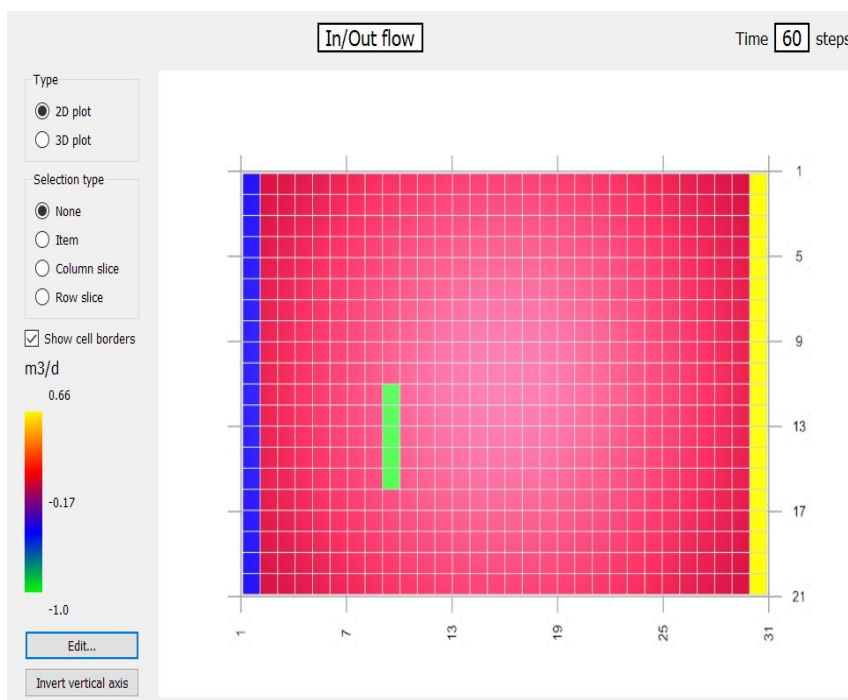 In/Out flow
Time 60 steps
Type
2D plot
3D plot
Selection type
None
Item
Column slice
Row slice
Show cell borders
m3/d
0.66
-0.17
-1.0
Edit...
Invert vertical axis
1
5
9
13
17
21
1
7
13
19
25
31